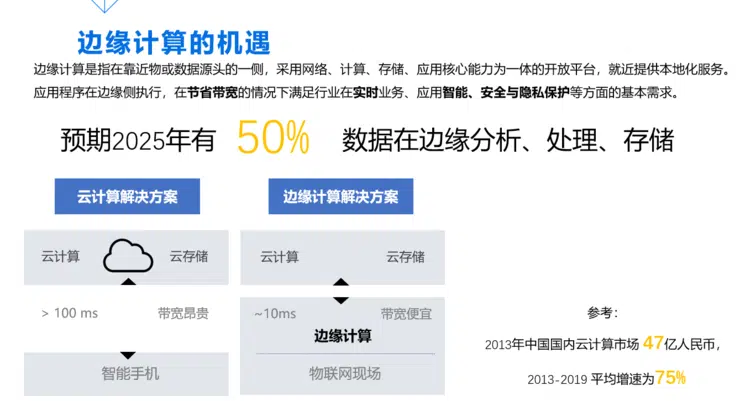 边缘计算的机遇
边缘计算是指在靠近物或数据源头的一侧，采用网络、计算、存储、应用核心能力为一体的开放平台，就近提供本地化服务。
应用程序在边缘侧执行，在节省带宽的情况下满足行业在实时业务、应用智能、安全与隐私保护等方面的基本需求。
预期2025年有 50% 数据在边缘分析、处理、存储
云计算解决方案
边缘计算解决方案
云计算 云存储
云计算 云存储
> 100 ms 带宽昂贵
~10ms 带宽便宜
边缘计算
智能手机
物联网现场
参考：
2013年中国国内云计算市场 47亿人民币，
2013-2019 平均增速为75%